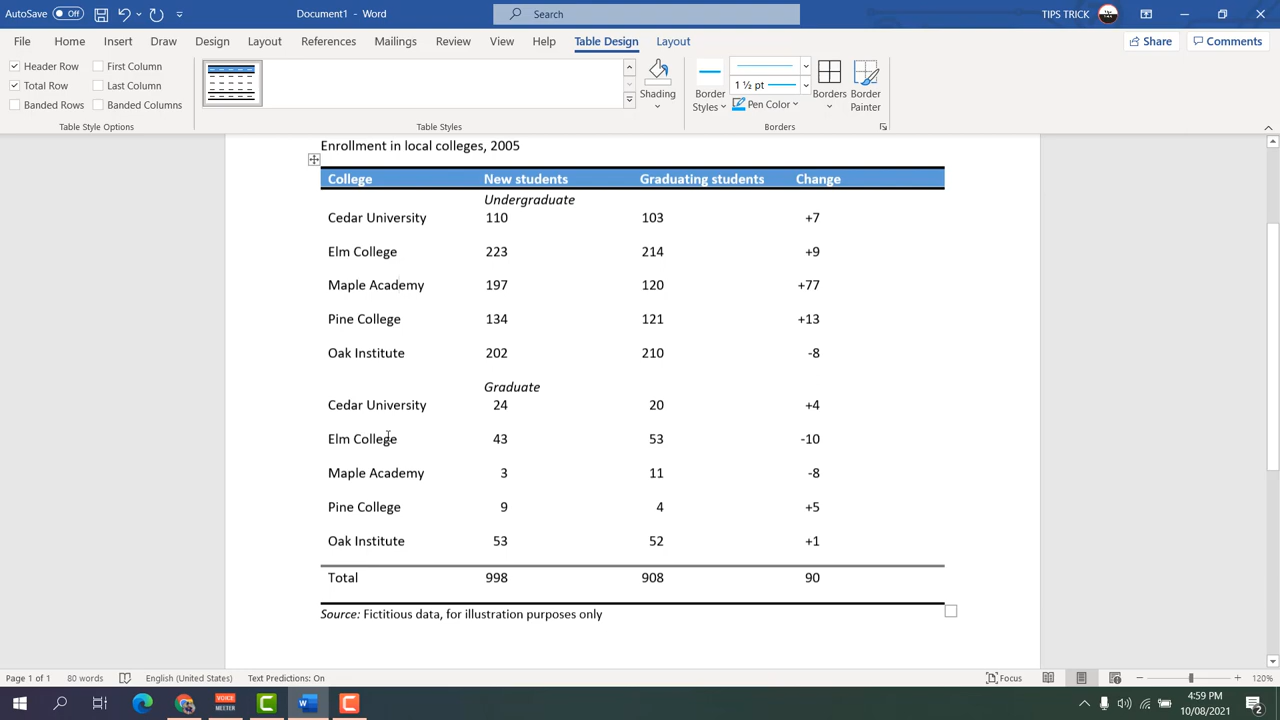 AutoSave Off Document1 - Word Search TIPS TRICK
File Home Insert Draw Design Layout References Mailings Review View Help Table Design Layout Share Comments
Header Row First Column
Total Row Last Column
Banded Rows Banded Columns
Table Style Options
Table Styles
Shading
Border Styles
1 ½ pt
Pen Color
Borders
Border Painter
Borders
Enrollment in local colleges, 2005
College New students Graduating students Change
Undergraduate
Cedar University 110 103 +7
Elm College 223 214 +9
Maple Academy 197 120 +77
Pine College 134 121 +13
Oak Institute 202 210 -8
Graduate
Cedar University 24 20 +4
Elm College 43 53 -10
Maple Academy 3 11 -8
Pine College 9 4 +5
Oak Institute 53 52 +1
Total 998 908 90
Source: Fictitious data, for illustration purposes only
Page 1 of 1 80 words English (United States) Text Predictions: On Focus 120%
VOICE MEETER
4:59 PM
10/08/2021
2